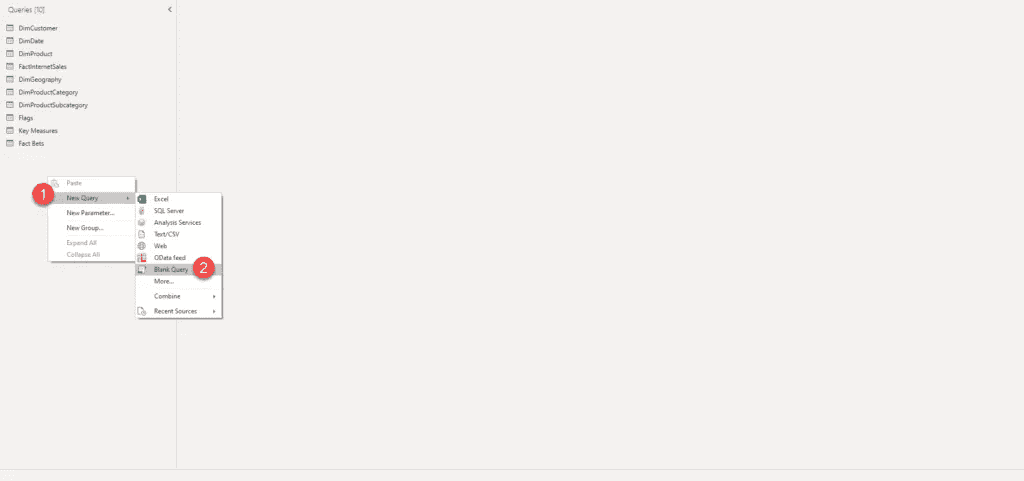 Queries [10]
DimCustomer
DimDate
DimProduct
FactInternetSales
DimGeography
DimProductCategory
DimProductSubcategory
Flags
Key Measures
Fact Bets
Paste
1
New Query
New Parameter...
New Group...
Expand All
Collapse All
Excel
SQL Server
Analysis Services
Text/CSV
Web
OData feed
Blank Query
2
More...
Combine
Recent Sources